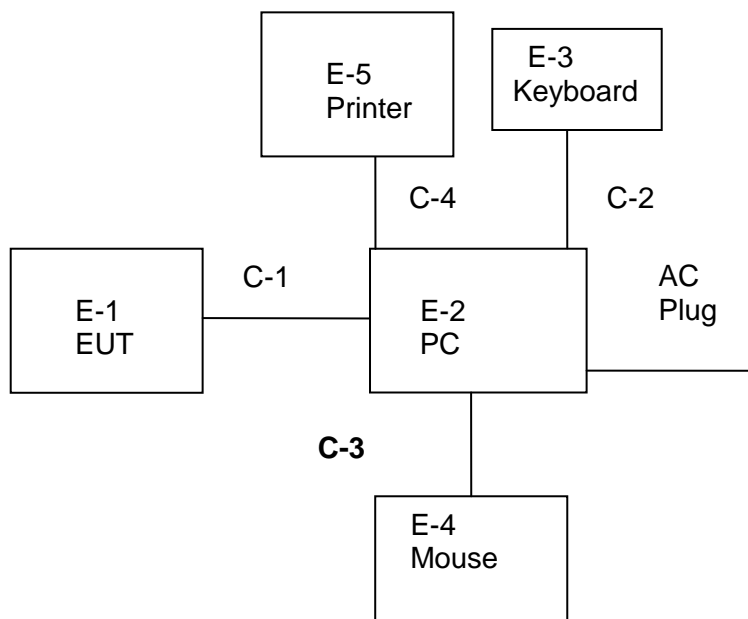 E-5
Printer
E-3
Keyboard
C-4
C-2
C-1
E-1
EUT
E-2
PC
AC
Plug
C-3
E-4
Mouse